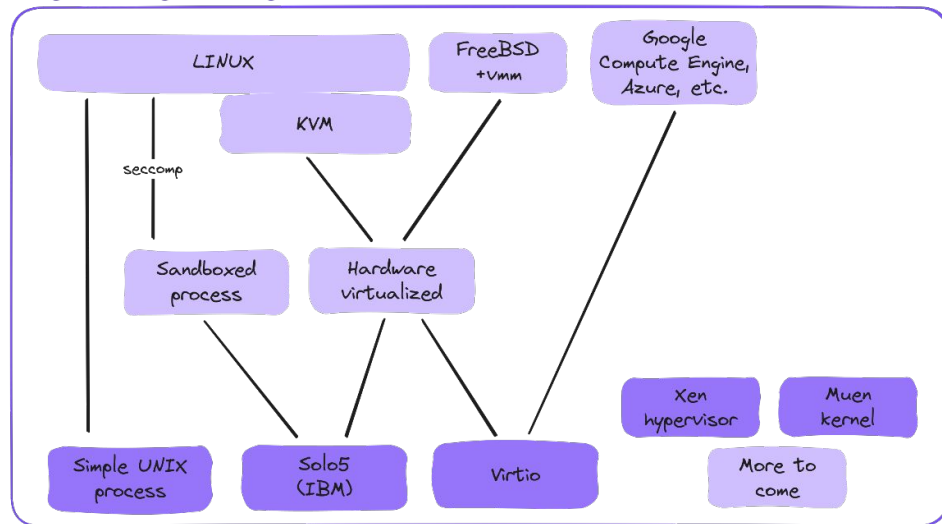 LINUX
FreeBSD
+vmm
Google
Compute Engine,
Azure, etc.
KVM
seccomp
Sandboxed
process
Hardware
virtualized
Xen
hypervisor
Muen
kernel
Simple UNIX
process
Solo5
(IBM)
Virtio
More to
come